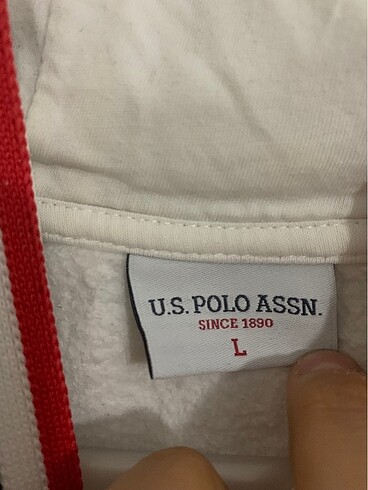 U.S. POLO ASSN.
SINCE 1890
L